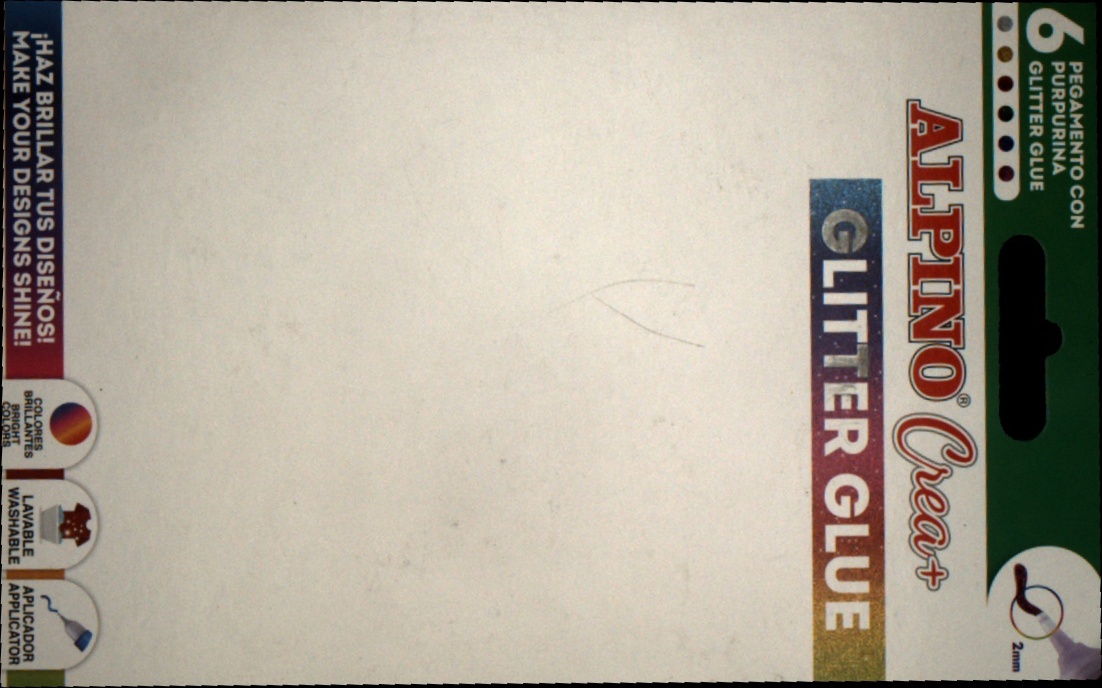 6
PEGAMENTO CON
PURPURINA
GLITTER GLUE
ALPINO® Crea+
GLITTER GLUE
2mm
¡HAZ BRILLAR TUS DISEÑOS!
MAKE YOUR DESIGNS SHINE!
COLORES
BRILLANTES
BRIGHT
COLORS
LAVABLE
WASHABLE
APLICADOR
APPLICATOR